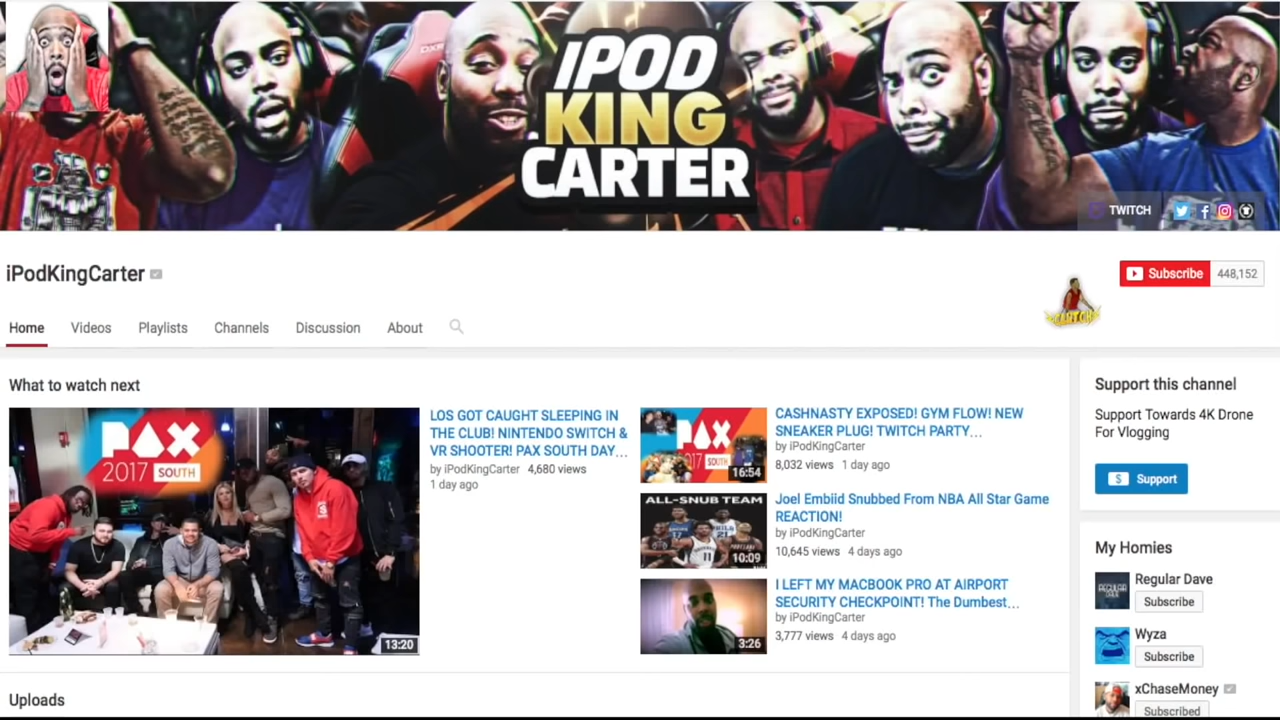 iPOD
KING
CARTER
TWITCH
iPodKingCarter
Subscribe 448,152
Home Videos Playlists Channels Discussion About
What to watch next
PAX
2017 SOUTH
13:20
LOS GOT CAUGHT SLEEPING IN
THE CLUB! NINTENDO SWITCH &
VR SHOOTER! PAX SOUTH DAY...
by iPodKingCarter 4,680 views
1 day ago
PAX
2017 SOUTH
16:54
CASHNASTY EXPOSED! GYM FLOW! NEW
SNEAKER PLUG! TWITCH PARTY...
by iPodKingCarter
8,032 views 1 day ago
ALL-SNUB TEAM
10:09
Joel Embiid Snubbed From NBA All Star Game
REACTION!
by iPodKingCarter
10,645 views 4 days ago
3:26
I LEFT MY MACBOOK PRO AT AIRPORT
SECURITY CHECKPOINT! The Dumbest...
by iPodKingCarter
3,777 views 4 days ago
Uploads
Support this channel
Support Towards 4K Drone
For Vlogging
$ Support
My Homies
Regular Dave
Subscribe
Wyza
Subscribe
xChaseMoney
Subscribed